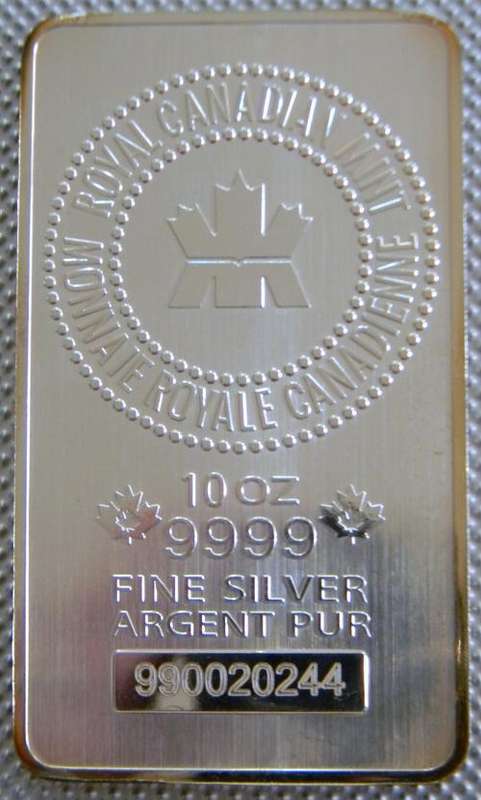 ROYAL CANADIAN MINT
MONNAIE ROYALE CANADIENNE
10 OZ
9999
FINE SILVER
ARGENT PUR
990020244